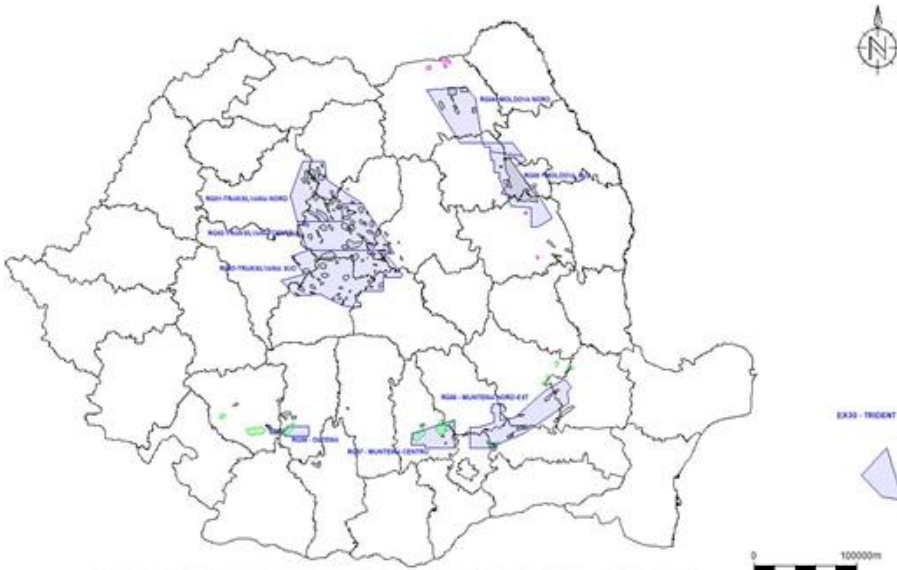 N
RG04-MOLDOVA NORD
RG05-MOLDOVA SUD
RG01-TRANSILVANIA NORD
RG02-TRANSILVANIA CENTRU
RG03-TRANSILVANIA SUD
RG06 - MUNTENIA NORD-EST
EX30 - TRIDENT
RG08 - OLTENIA
RG07 - MUNTENIA CENTRU
0 100000m